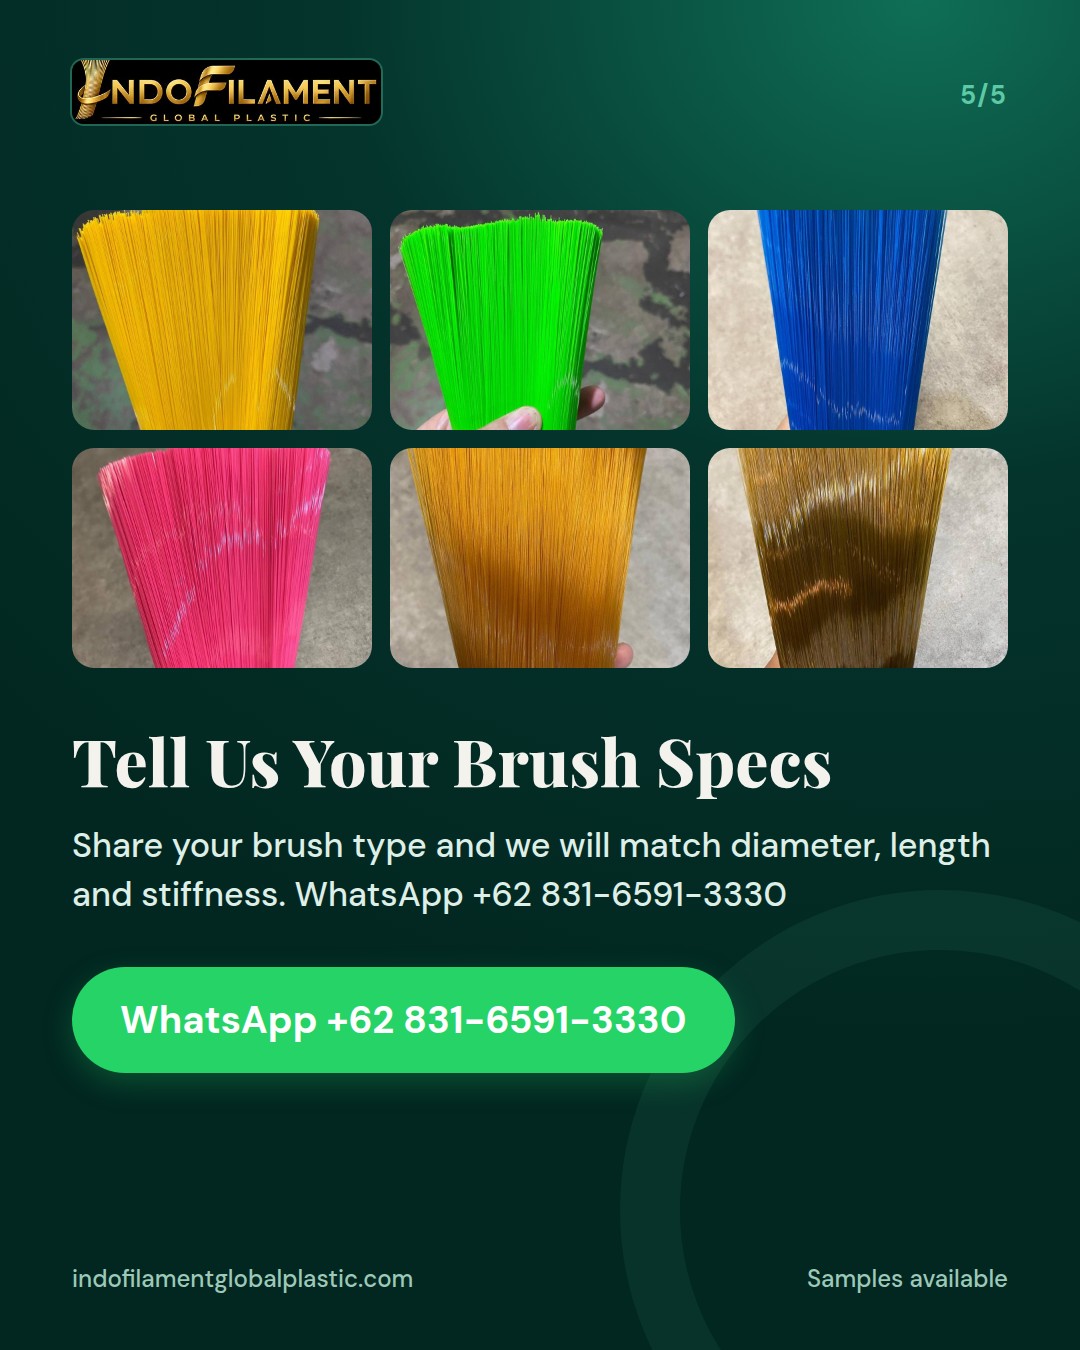 INDOFILAMENT
GLOBAL PLASTIC
5/5
Tell Us Your Brush Specs
Share your brush type and we will match diameter, length
and stiffness. WhatsApp +62 831-6591-3330
WhatsApp +62 831-6591-3330
indofilamentglobalplastic.com
Samples available